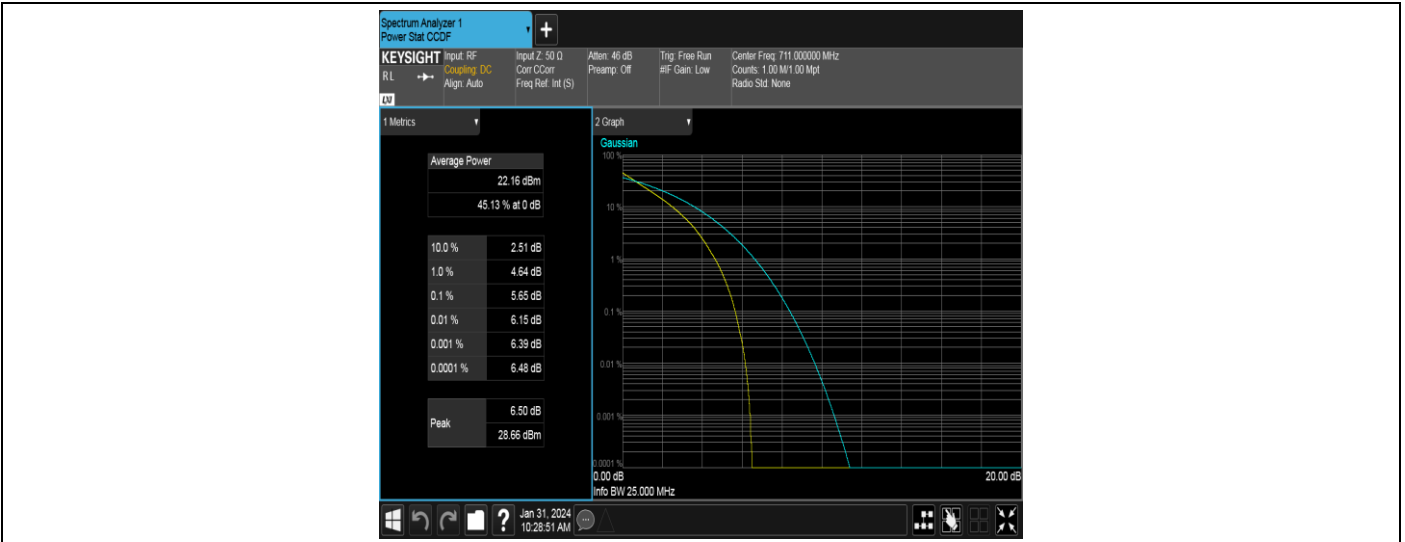 Spectrum Analyzer 1
Power Stat CCDF
+
KEYSIGHT
RL
LXI
Input: RF
Coupling: DC
Align: Auto
Input Z: 50 Ω
Corr CCorr
Freq Ref: Int (S)
Atten: 46 dB
Preamp: Off
Trig: Free Run
#IF Gain: Low
Center Freq: 711.000000 MHz
Counts: 1.00 M/1.00 Mpt
Radio Std: None
1 Metrics
Average Power
22.16 dBm
45.13 % at 0 dB
10.0 % 2.51 dB
1.0 % 4.64 dB
0.1 % 5.65 dB
0.01 % 6.15 dB
0.001 % 6.39 dB
0.0001 % 6.48 dB
Peak
6.50 dB
28.66 dBm
2 Graph
Gaussian
100 %
10 %
1 %
0.1 %
0.01 %
0.001 %
0.0001 %
0.00 dB 20.00 dB
Info BW 25.000 MHz
? Jan 31, 2024
10:28:51 AM